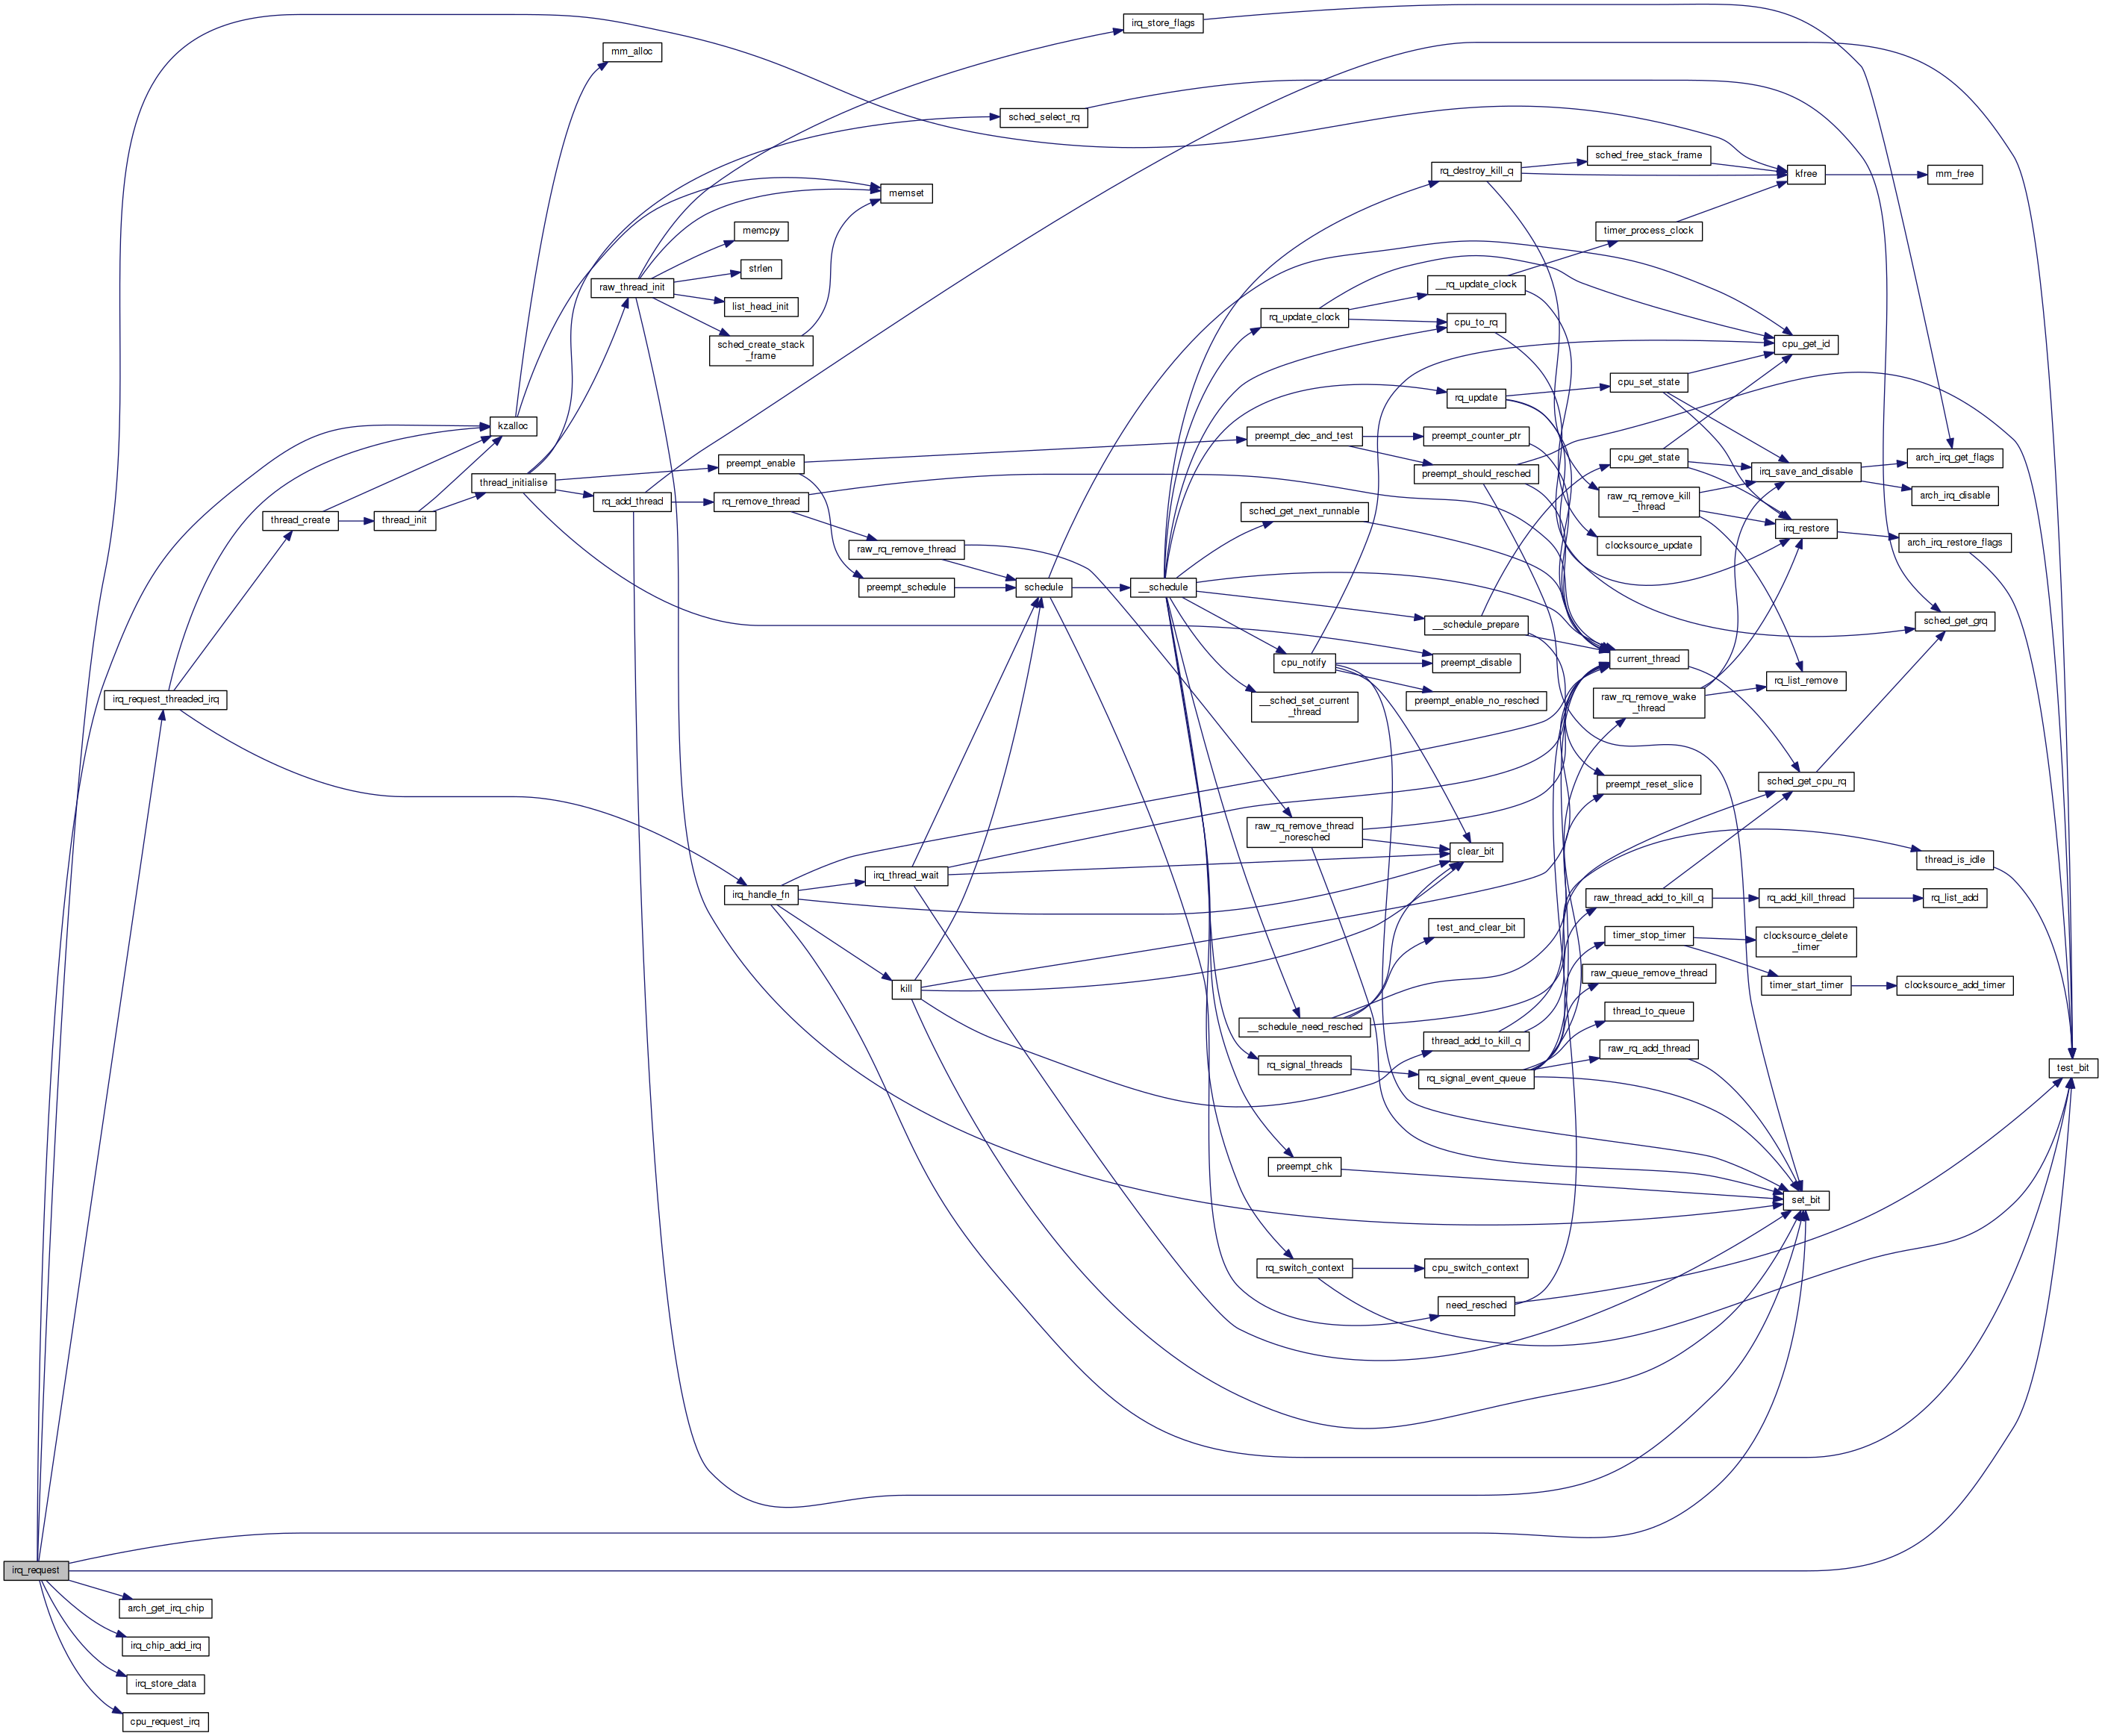 irq_store_flags
mm_alloc
sched_select_rq
sched_free_stack_frame
rq_destroy_kill_q
kfree
mm_free
memset
memcpy
timer_process_clock
strlen
raw_thread_init
__rq_update_clock
list_head_init
rq_update_clock
cpu_to_rq
sched_create_stack
_frame
cpu_get_id
cpu_set_state
rq_update
kzalloc
preempt_dec_and_test
preempt_counter_ptr
preempt_enable
cpu_get_state
arch_irq_get_flags
preempt_should_resched
irq_save_and_disable
thread_initialise
rq_add_thread
rq_remove_thread
raw_rq_remove_kill
_thread
arch_irq_disable
sched_get_next_runnable
thread_create
thread_init
irq_restore
arch_irq_restore_flags
raw_rq_remove_thread
clocksource_update
preempt_schedule
schedule
__schedule
sched_get_grq
__schedule_prepare
cpu_notify
preempt_disable
current_thread
rq_list_remove
irq_request_threaded_irq
preempt_enable_no_resched
__sched_set_current
_thread
raw_rq_remove_wake
_thread
sched_get_cpu_rq
preempt_reset_slice
raw_rq_remove_thread
_noresched
clear_bit
thread_is_idle
irq_thread_wait
irq_handle_fn
raw_thread_add_to_kill_q
rq_add_kill_thread
rq_list_add
test_and_clear_bit
timer_stop_timer
clocksource_delete
_timer
raw_queue_remove_thread
kill
timer_start_timer
clocksource_add_timer
thread_to_queue
__schedule_need_resched
thread_add_to_kill_q
raw_rq_add_thread
rq_signal_threads
test_bit
rq_signal_event_queue
preempt_chk
set_bit
rq_switch_context
cpu_switch_context
need_resched
irq_request
arch_get_irq_chip
irq_chip_add_irq
irq_store_data
cpu_request_irq